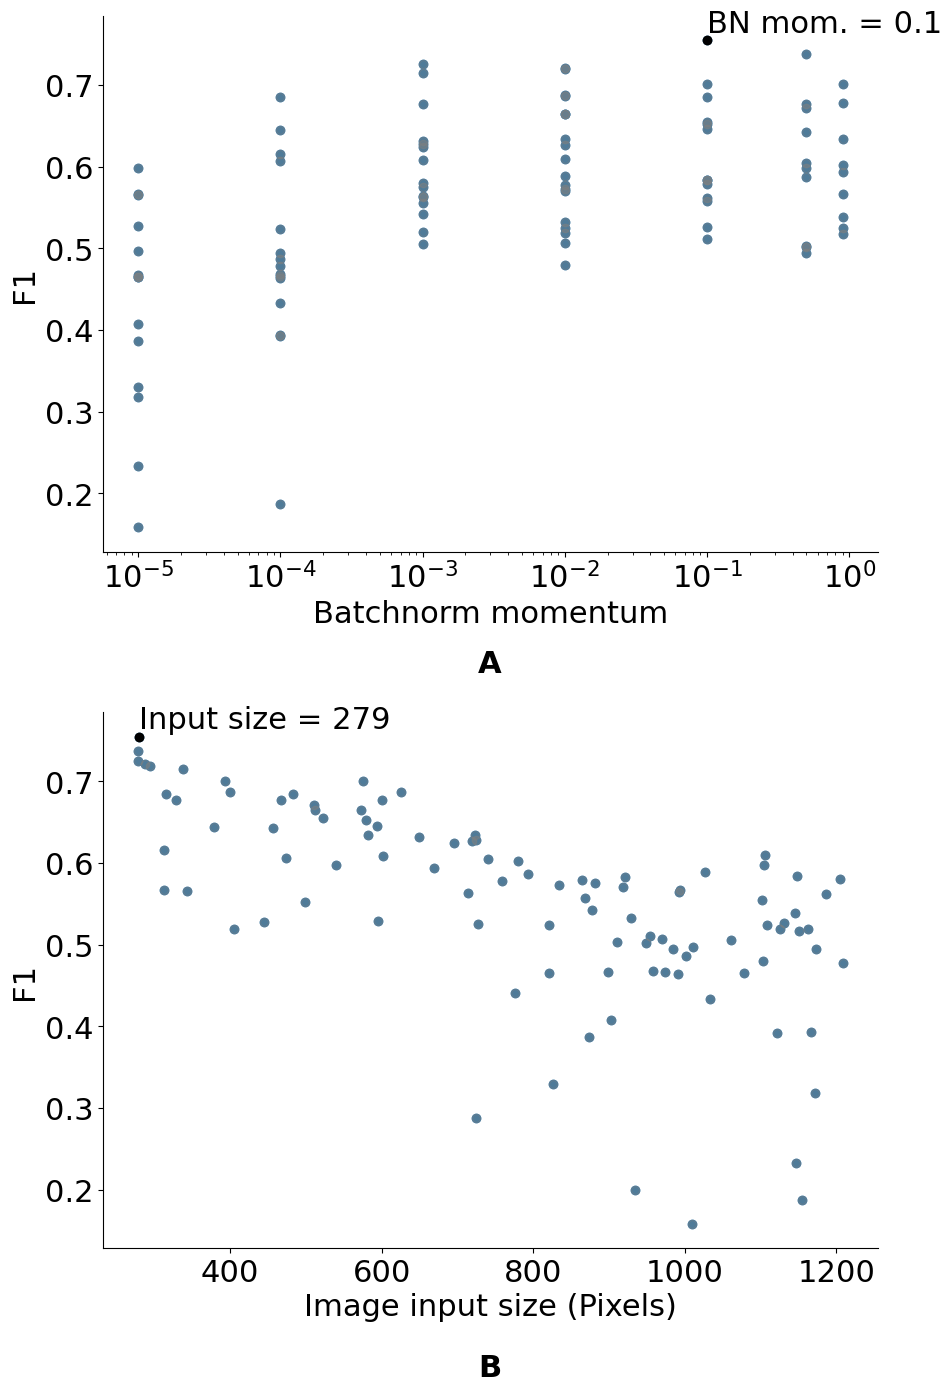 BN mom. = 0.1
0.7
0.6
0.5
0.4
0.3
0.2
F1
10⁻⁵ 10⁻⁴ 10⁻³ 10⁻² 10⁻¹ 10⁰
Batchnorm momentum
A
Input size = 279
0.7
0.6
0.5
0.4
0.3
0.2
F1
400 600 800 1000 1200
Image input size (Pixels)
B